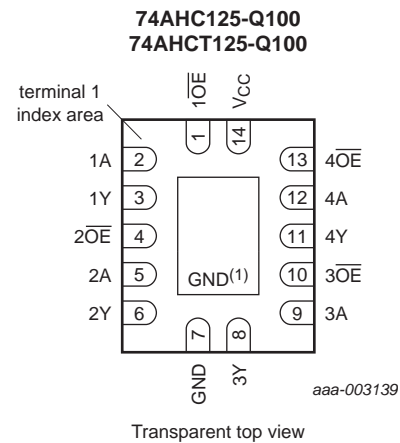 74AHC125-Q100
74AHCT125-Q100
terminal 1
index area
1OE
VCC
1
14
1A 2
13 4OE
1Y 3
12 4A
2OE 4
11 4Y
2A 5
10 3OE
GND(1)
2Y 6
9 3A
7
8
GND
3Y
aaa-003139
Transparent top view